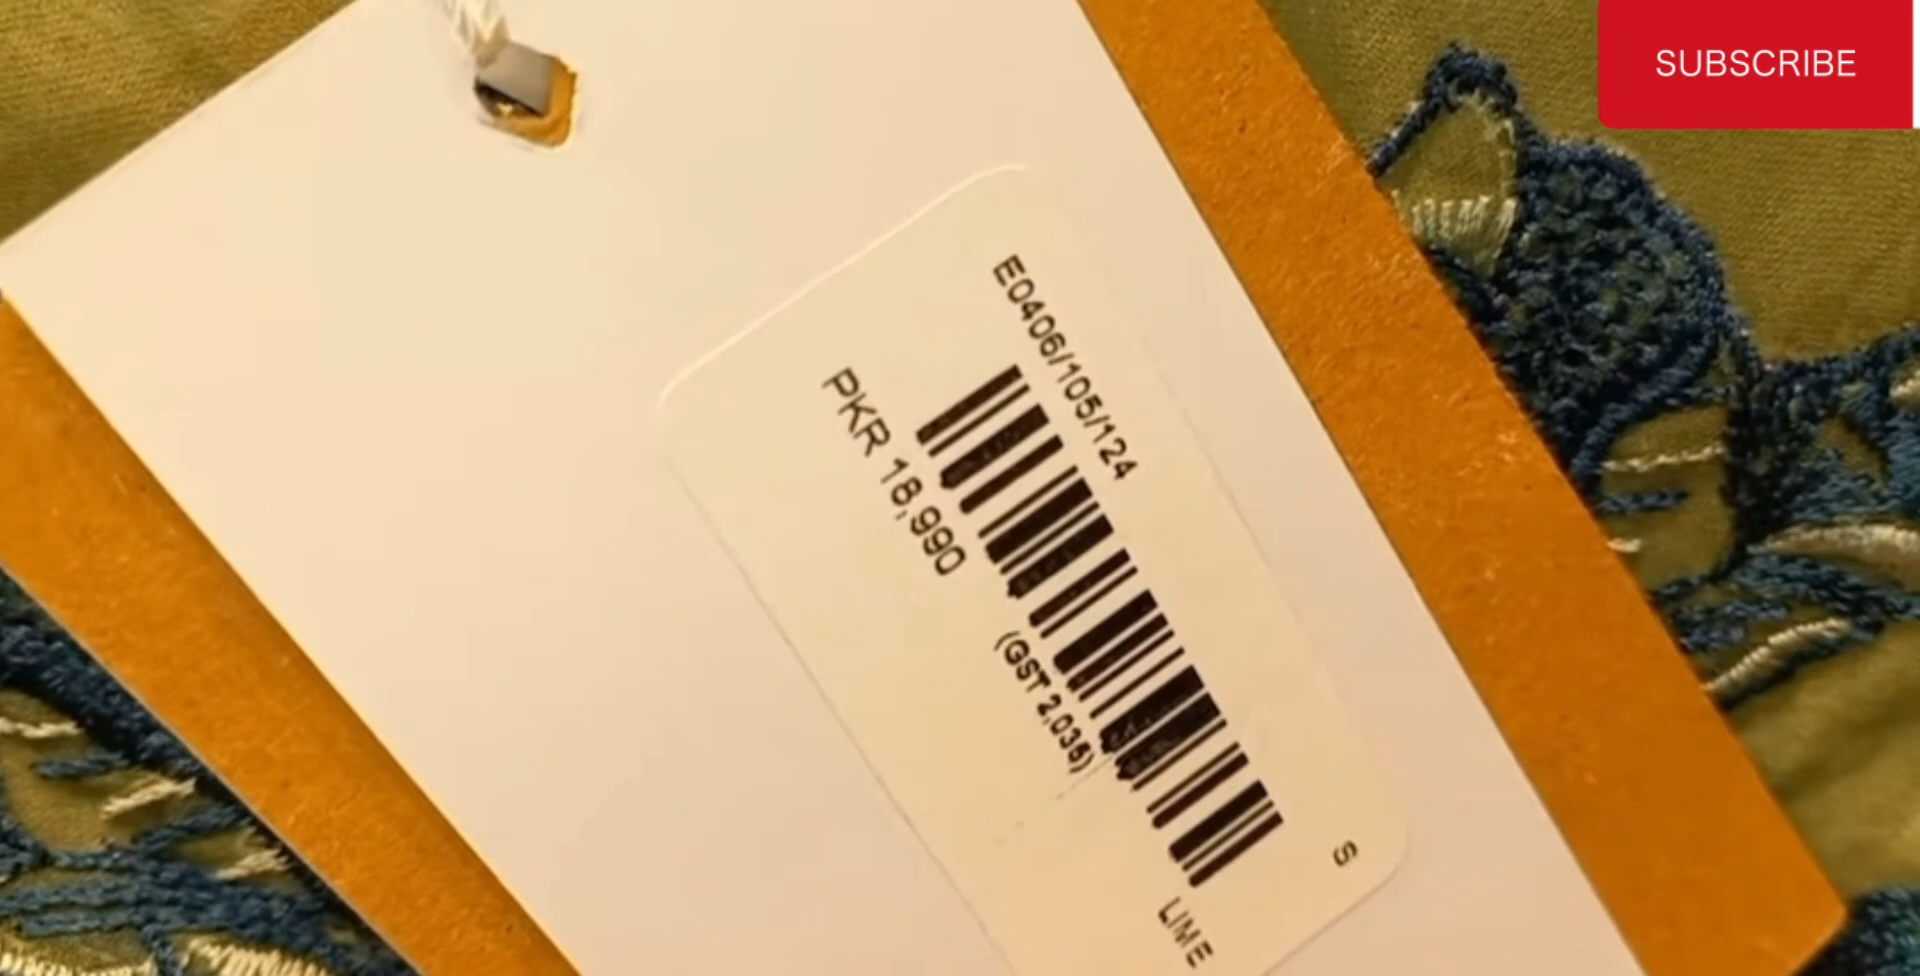 SUBSCRIBE
E0406/105/124
S
PKR 18,990
(GST 2,035)
LIME